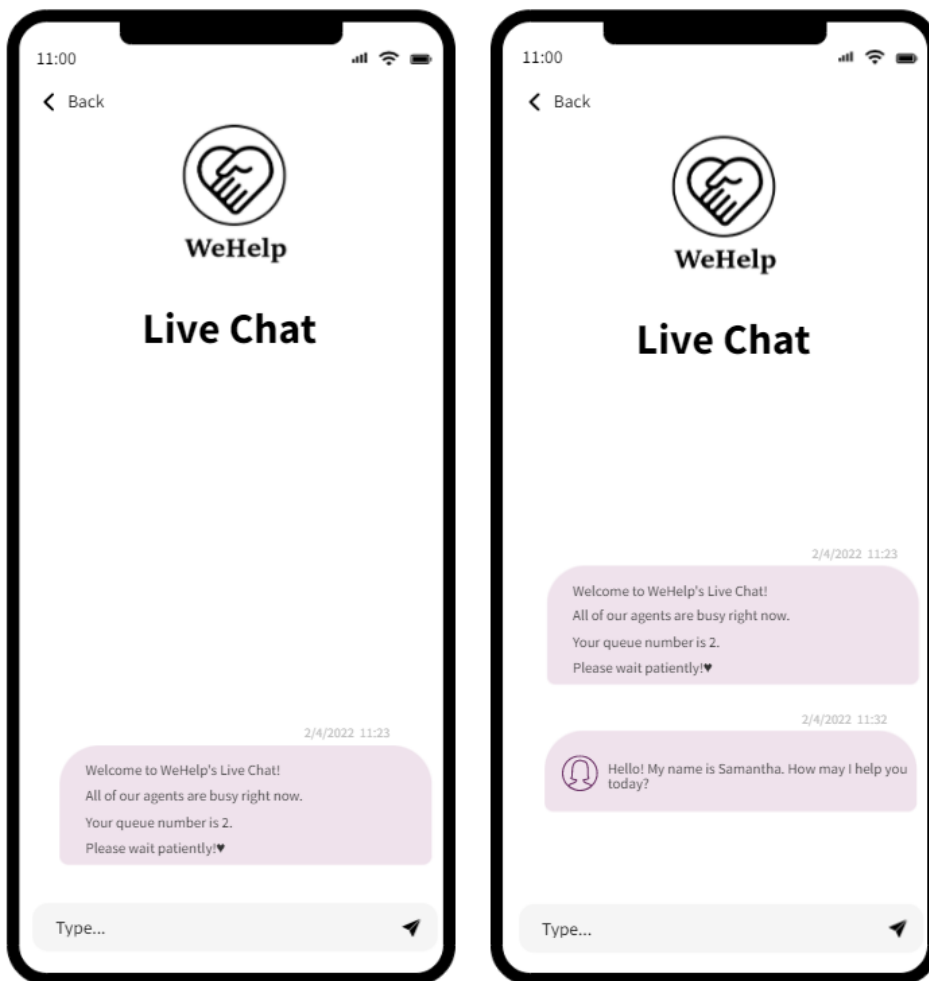 11:00
Back
WeHelp
Live Chat
2/4/2022 11:23
Welcome to WeHelp's Live Chat!
All of our agents are busy right now.
Your queue number is 2.
Please wait patiently!♥
Type...
11:00
Back
WeHelp
Live Chat
2/4/2022 11:23
Welcome to WeHelp's Live Chat!
All of our agents are busy right now.
Your queue number is 2.
Please wait patiently!♥
2/4/2022 11:32
Hello! My name is Samantha. How may I help you
today?
Type...